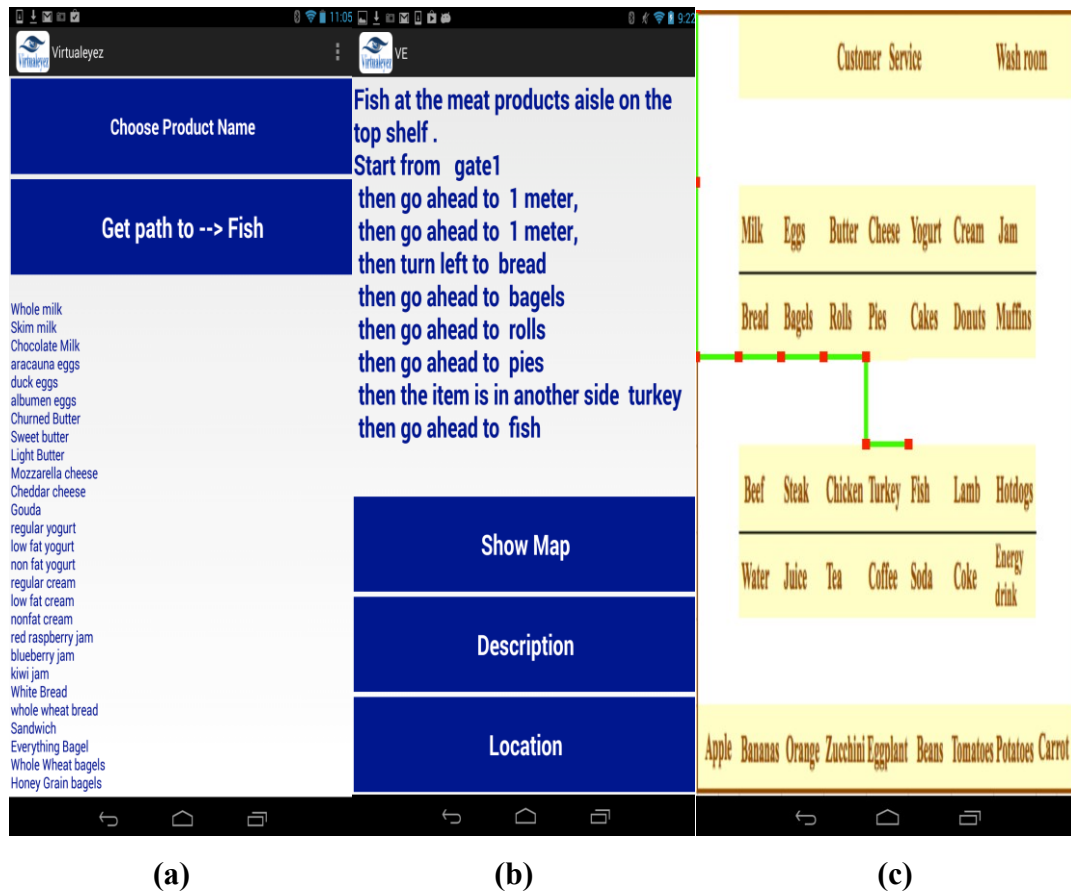 11:05
Virtualeyez
Virtualeyez
Choose Product Name
Get path to --> Fish
Whole milk
Skim milk
Chocolate Milk
aracauna eggs
duck eggs
albumen eggs
Churned Butter
Sweet butter
Light Butter
Mozzarella cheese
Cheddar cheese
Gouda
regular yogurt
low fat yogurt
non fat yogurt
regular cream
low fat cream
nonfat cream
red raspberry jam
blueberry jam
kiwi jam
White Bread
whole wheat bread
Sandwich
Everything Bagel
Whole Wheat bagels
Honey Grain bagels
(a)
9:22
Virtualeyez
VE
Fish at the meat products aisle on the
top shelf .
Start from gate1
then go ahead to 1 meter,
then go ahead to 1 meter,
then turn left to bread
then go ahead to bagels
then go ahead to rolls
then go ahead to pies
then the item is in another side turkey
then go ahead to fish
Show Map
Description
Location
(b)
Customer Service Wash room
Milk Eggs Butter Cheese Yogurt Cream Jam
Bread Bagels Rolls Pies Cakes Donuts Muffins
Beef Steak Chicken Turkey Fish Lamb Hotdogs
Water Juice Tea Coffee Soda Coke Energy
drink
Apple Bananas Orange Zucchini Eggplant Beans Tomatoes Potatoes Carrot
(c)